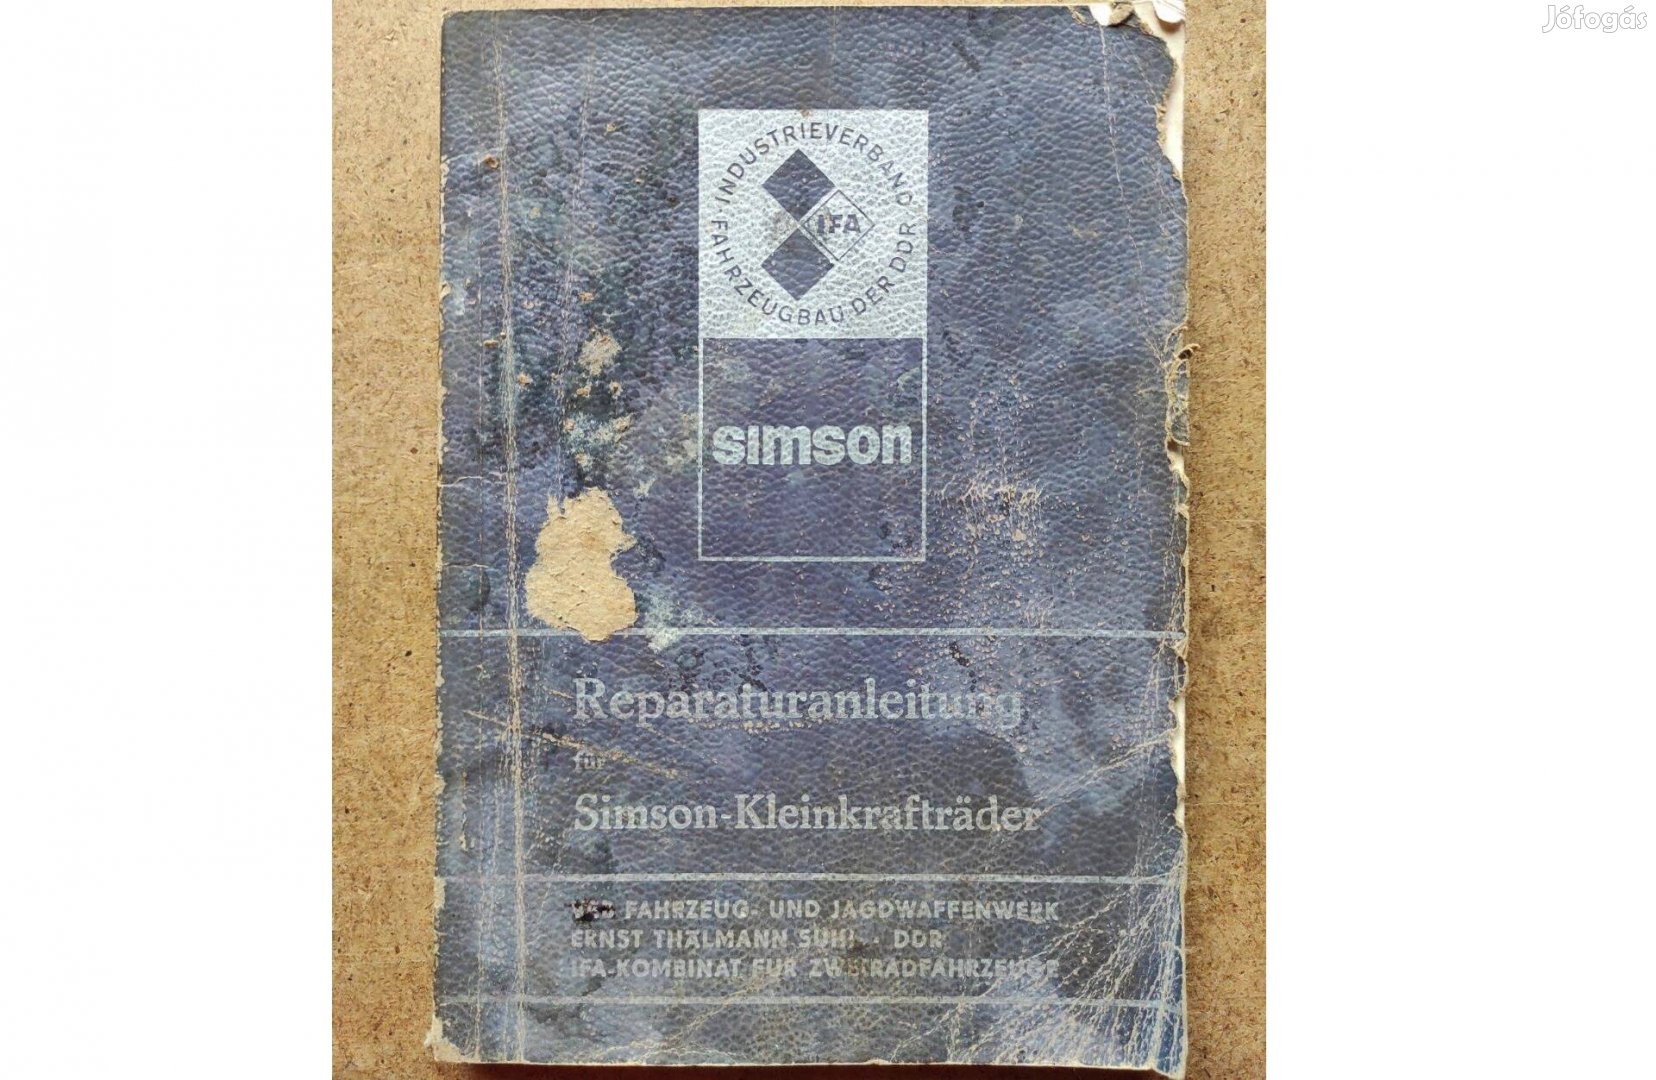 Jófogás
INDUSTRIEVERBAND · FAHRZEUGBAU · DER DDR
IFA
simson
Reparaturanleitung
für
Simson-Kleinkrafträder
FAHRZEUG- UND JAGDWAFFENWERK
ERNST THÄLMANN SUHL · DDR
IFA-KOMBINAT FÜR ZWEIRADFAHRZEUGE